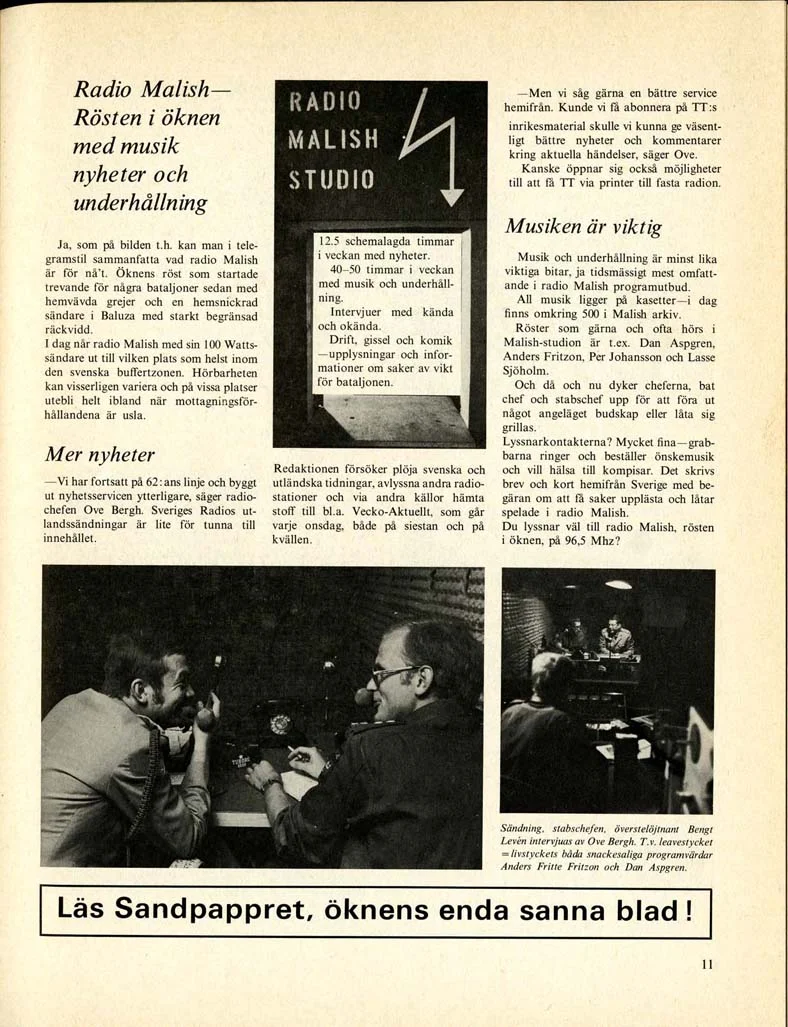 Radio Malish—
Rösten i öknen
med musik
nyheter och
underhållning
Ja, som på bilden t.h. kan man i tele-
gramstil sammanfatta vad radio Malish
är för nå't. Öknens röst som startade
trevande för några bataljoner sedan med
hemvävda grejer och en hemsnickrad
sändare i Baluza med starkt begränsad
räckvidd.
I dag når radio Malish med sin 100 Watts-
sändare ut till vilken plats som helst inom
den svenska buffertzonen. Hörbarheten
kan visserligen variera och på vissa platser
utebli helt ibland när mottagningsför-
hållandena är usla.
Mer nyheter
—Vi har fortsatt på 62:ans linje och byggt
ut nyhetsservicen ytterligare, säger radio-
chefen Ove Bergh. Sveriges Radios ut-
landssändningar är lite för tunna till
innehållet.
RADIO
MALISH
STUDIO
12.5 schemalagda timmar
i veckan med nyheter.
40-50 timmar i veckan
med musik och underhåll-
ning.
Intervjuer med kända
och okända.
Drift, gissel och komik
—upplysningar och infor-
mationer om saker av vikt
för bataljonen.
Redaktionen försöker plöja svenska och
utländska tidningar, avlyssna andra radio-
stationer och via andra källor hämta
stoff till bl.a. Vecko-Aktuellt, som går
varje onsdag, både på siestan och på
kvällen.
—Men vi såg gärna en bättre service
hemifrån. Kunde vi få abonnera på TT:s
inrikesmaterial skulle vi kunna ge väsent-
ligt bättre nyheter och kommentarer
kring aktuella händelser, säger Ove.
Kanske öppnar sig också möjligheter
till att få TT via printer till fasta radion.
Musiken är viktig
Musik och underhållning är minst lika
viktiga bitar, ja tidsmässigt mest omfatt-
ande i radio Malish programutbud.
All musik ligger på kasetter—i dag
finns omkring 500 i Malish arkiv.
Röster som gärna och ofta hörs i
Malish-studion är t.ex. Dan Aspgren,
Anders Fritzon, Per Johansson och Lasse
Sjöholm.
Och då och nu dyker cheferna, bat
chef och stabschef upp för att föra ut
något angeläget budskap eller låta sig
grillas.
Lyssnarkontakterna? Mycket fina—grab-
barna ringer och beställer önskemusik
och vill hälsa till kompisar. Det skrivs
brev och kort hemifrån Sverige med be-
gäran om att få saker upplästa och låtar
spelade i radio Malish.
Du lyssnar väl till radio Malish, rösten
i öknen, på 96,5 Mhz?
Sändning, stabschefen, överstelöjtnant Bengt
Levén intervjuas av Ove Bergh. T.v. leavestycket
=livstyckets båda snackesaliga programvärdar
Anders Fritte Fritzon och Dan Aspgren.
Läs Sandpappret, öknens enda sanna blad!
11